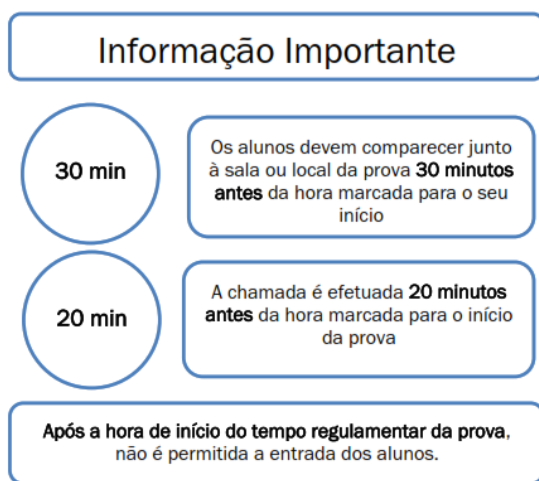 Informação Importante
30 min
Os alunos devem comparecer junto
à sala ou local da prova 30 minutos
antes da hora marcada para o seu
início
20 min
A chamada é efetuada 20 minutos
antes da hora marcada para o início
da prova
Após a hora de início do tempo regulamentar da prova,
não é permitida a entrada dos alunos.